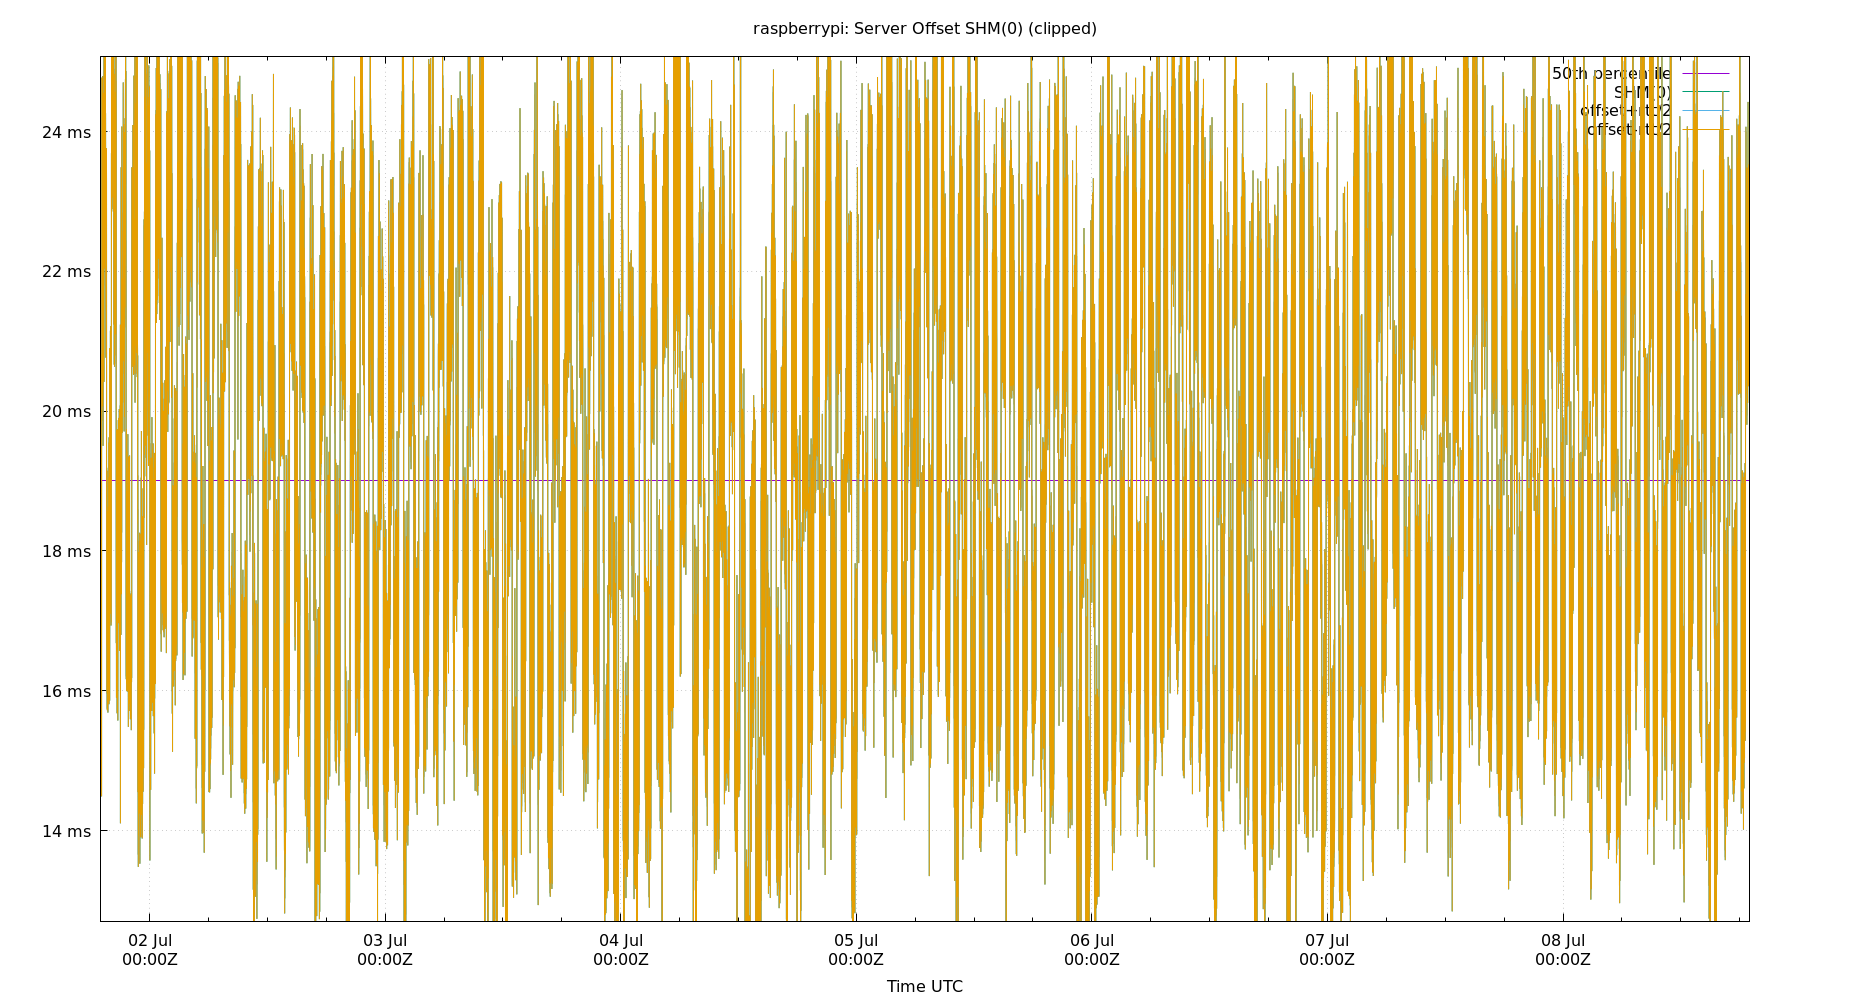 raspberrypi: Server Offset SHM(0) (clipped)
50th percentile
SHM(0)
offset+rtt/2
offset-rtt/2
24 ms
22 ms
20 ms
18 ms
16 ms
14 ms
02 Jul 03 Jul 04 Jul 05 Jul 06 Jul 07 Jul 08 Jul
00:00Z 00:00Z 00:00Z 00:00Z 00:00Z 00:00Z 00:00Z
Time UTC